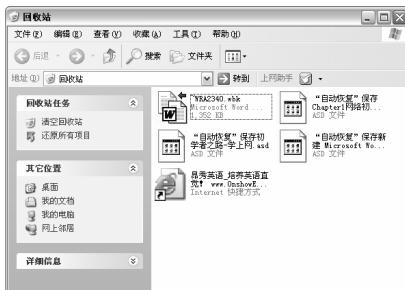 回收站
文件(F) 编辑(E) 查看(V) 收藏(A) 工具(T) 帮助(H)
后退 搜索 文件夹
地址(D) 回收站 转到 上网助手
回收站任务
清空回收站
还原所有项目
其它位置
桌面
我的文档
我的电脑
网上邻居
详细信息
~WRA2340.wbk
Microsoft Word ...
1,352 KB
“自动恢复”保存
Chapter1网络初...
ASD 文件
“自动恢复”保存初
学者之路-学上网.asd
ASD 文件
“自动恢复”保存新
建 Microsoft Wo...
ASD 文件
昂秀英语_培养英语直
觉! www.OnshowE...
Internet 快捷方式